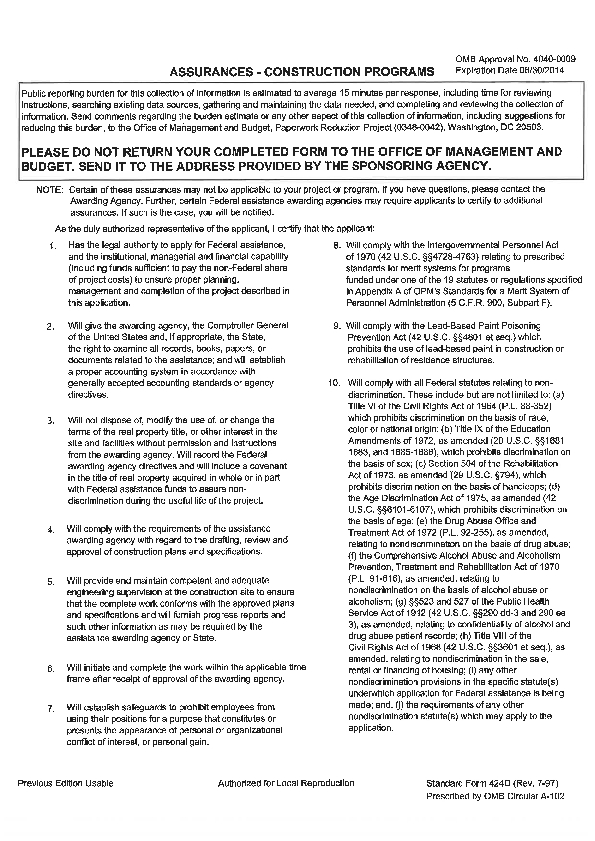 OMB Approval No. 4040-0009
ASSURANCES - CONSTRUCTION PROGRAMS
Expiration Date 06/30/2014
Public reporting burden for this collection of information is estimated to average 15 minutes per response, including time for reviewing
instructions, searching existing data sources, gathering and maintaining the data needed, and completing and reviewing the collection of
information. Send comments regarding the burden estimate or any other aspect of this collection of information, including suggestions for
reducing this burden, to the Office of Management and Budget, Paperwork Reduction Project (0348-0042), Washington, DC 20503.
PLEASE DO NOT RETURN YOUR COMPLETED FORM TO THE OFFICE OF MANAGEMENT AND
BUDGET. SEND IT TO THE ADDRESS PROVIDED BY THE SPONSORING AGENCY.
NOTE: Certain of these assurances may not be applicable to your project or program. If you have questions, please contact the
Awarding Agency. Further, certain Federal assistance awarding agencies may require applicants to certify to additional
assurances. If such is the case, you will be notified.
As the duly authorized representative of the applicant, I certify that the applicant:
1. Has the legal authority to apply for Federal assistance,
and the institutional, managerial and financial capability
(including funds sufficient to pay the non-Federal share
of project costs) to ensure proper planning,
management and completion of the project described in
this application.
2. Will give the awarding agency, the Comptroller General
of the United States and, if appropriate, the State,
the right to examine all records, books, papers, or
documents related to the assistance; and will establish
a proper accounting system in accordance with
generally accepted accounting standards or agency
directives.
3. Will not dispose of, modify the use of, or change the
terms of the real property title, or other interest in the
site and facilities without permission and instructions
from the awarding agency. Will record the Federal
awarding agency directives and will include a covenant
in the title of real property acquired in whole or in part
with Federal assistance funds to assure non-
discrimination during the useful life of the project.
4. Will comply with the requirements of the assistance
awarding agency with regard to the drafting, review and
approval of construction plans and specifications.
5. Will provide and maintain competent and adequate
engineering supervision at the construction site to ensure
that the complete work conforms with the approved plans
and specifications and will furnish progress reports and
such other information as may be required by the
assistance awarding agency or State.
6. Will initiate and complete the work within the applicable time
frame after receipt of approval of the awarding agency.
7. Will establish safeguards to prohibit employees from
using their positions for a purpose that constitutes or
presents the appearance of personal or organizational
conflict of interest, or personal gain.
8. Will comply with the Intergovernmental Personnel Act
of 1970 (42 U.S.C. §§4728-4763) relating to prescribed
standards for merit systems for programs
funded under one of the 19 statutes or regulations specified
in Appendix A of OPM's Standards for a Merit System of
Personnel Administration (5 C.F.R. 900, Subpart F).
9. Will comply with the Lead-Based Paint Poisoning
Prevention Act (42 U.S.C. §§4801 et seq.) which
prohibits the use of lead-based paint in construction or
rehabilitation of residence structures.
10. Will comply with all Federal statutes relating to non-
discrimination. These include but are not limited to: (a)
Title VI of the Civil Rights Act of 1964 (P.L. 88-352)
which prohibits discrimination on the basis of race,
color or national origin; (b) Title IX of the Education
Amendments of 1972, as amended (20 U.S.C. §§1681
1683, and 1685-1686), which prohibits discrimination on
the basis of sex; (c) Section 504 of the Rehabilitation
Act of 1973, as amended (29 U.S.C. §794), which
prohibits discrimination on the basis of handicaps; (d)
the Age Discrimination Act of 1975, as amended (42
U.S.C. §§6101-6107), which prohibits discrimination on
the basis of age; (e) the Drug Abuse Office and
Treatment Act of 1972 (P.L. 92-255), as amended,
relating to nondiscrimination on the basis of drug abuse;
(f) the Comprehensive Alcohol Abuse and Alcoholism
Prevention, Treatment and Rehabilitation Act of 1970
(P.L. 91-616), as amended, relating to
nondiscrimination on the basis of alcohol abuse or
alcoholism; (g) §§523 and 527 of the Public Health
Service Act of 1912 (42 U.S.C. §§290 dd-3 and 290 ee
3), as amended, relating to confidentiality of alcohol and
drug abuse patient records; (h) Title VIII of the
Civil Rights Act of 1968 (42 U.S.C. §§3601 et seq.), as
amended, relating to nondiscrimination in the sale,
rental or financing of housing; (i) any other
nondiscrimination provisions in the specific statute(s)
underwhich application for Federal assistance is being
made; and, (j) the requirements of any other
nondiscrimination statute(s) which may apply to the
application.
Previous Edition Usable
Authorized for Local Reproduction
Standard Form 424D (Rev. 7-97)
Prescribed by OMB Circular A-102